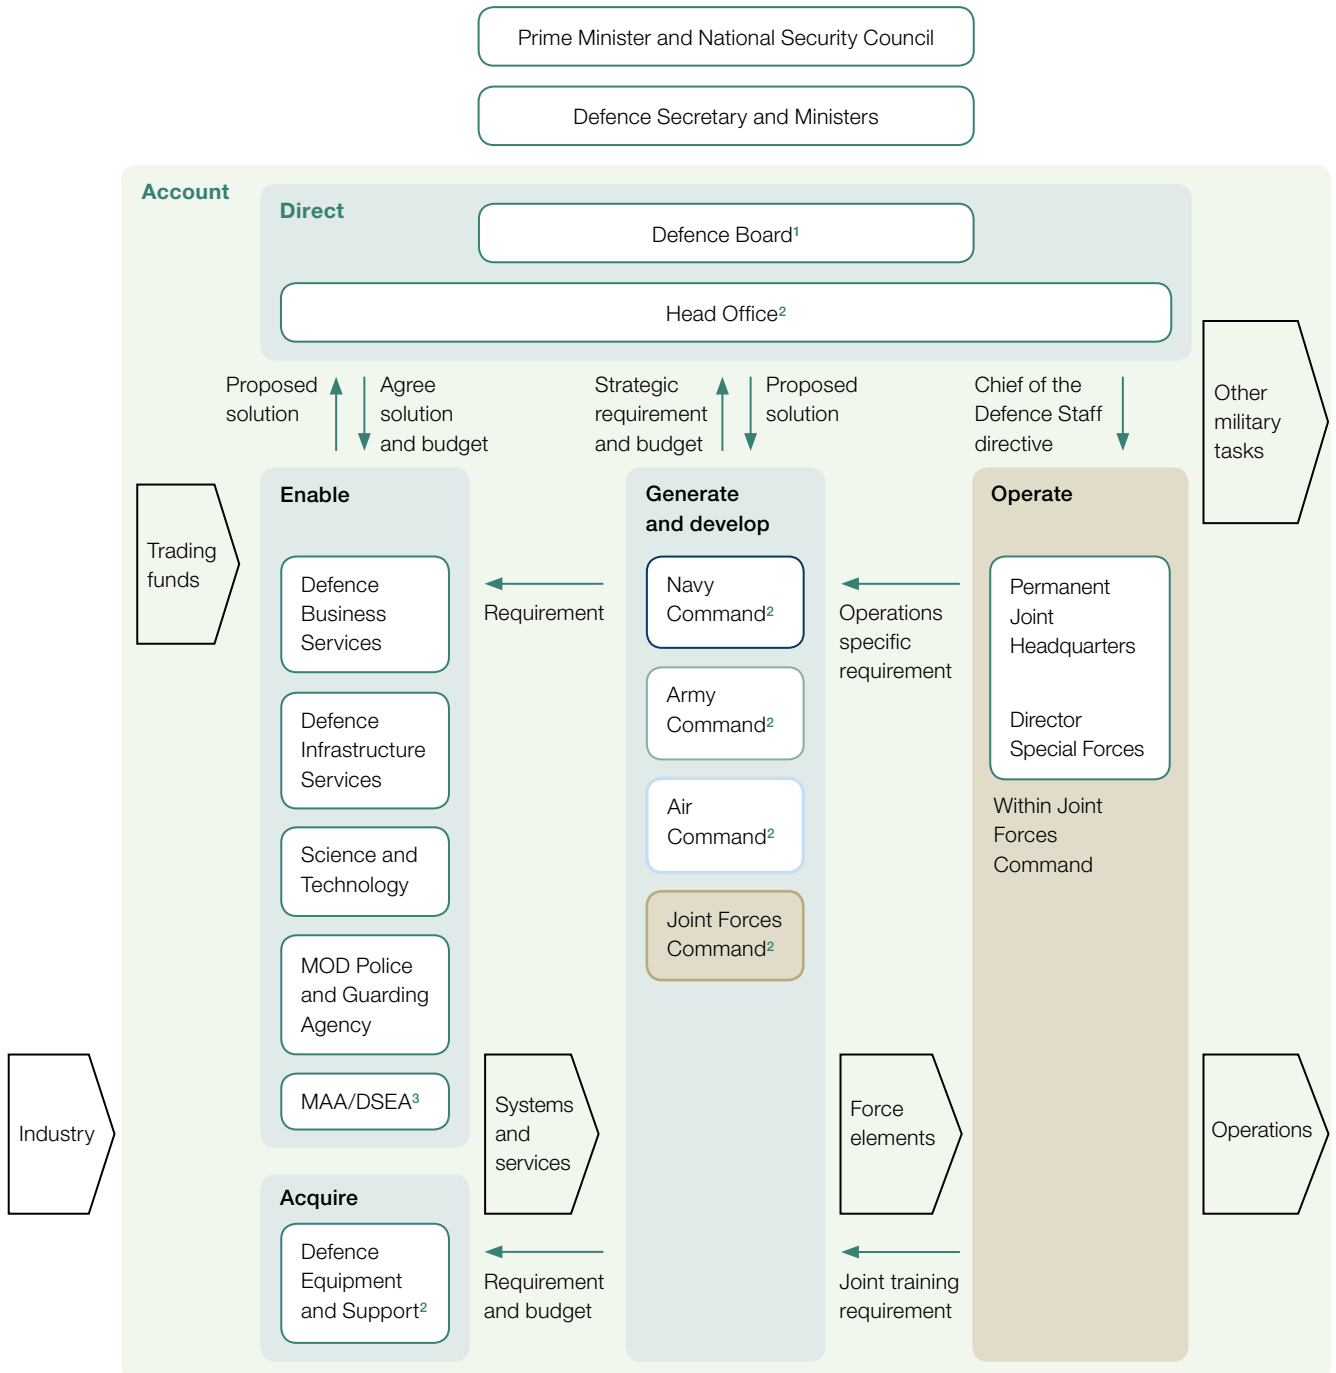 Prime Minister and National Security Council
Defence Secretary and Ministers
Account
Direct
Defence Board1
Head Office2
Proposed
solution
Agree
solution
and budget
Strategic
requirement
and budget
Proposed
solution
Chief of the
Defence Staff
directive
Other
military
tasks
Trading
funds
Enable
Defence
Business
Services
Defence
Infrastructure
Services
Science and
Technology
MOD Police
and Guarding
Agency
MAA/DSEA3
Requirement
Generate
and develop
Navy
Command2
Army
Command2
Air
Command2
Joint Forces
Command2
Operations
specific
requirement
Operate
Permanent
Joint
Headquarters
Director
Special Forces
Within Joint
Forces
Command
Industry
Systems
and
services
Force
elements
Operations
Acquire
Defence
Equipment
and Support2
Requirement
and budget
Joint training
requirement